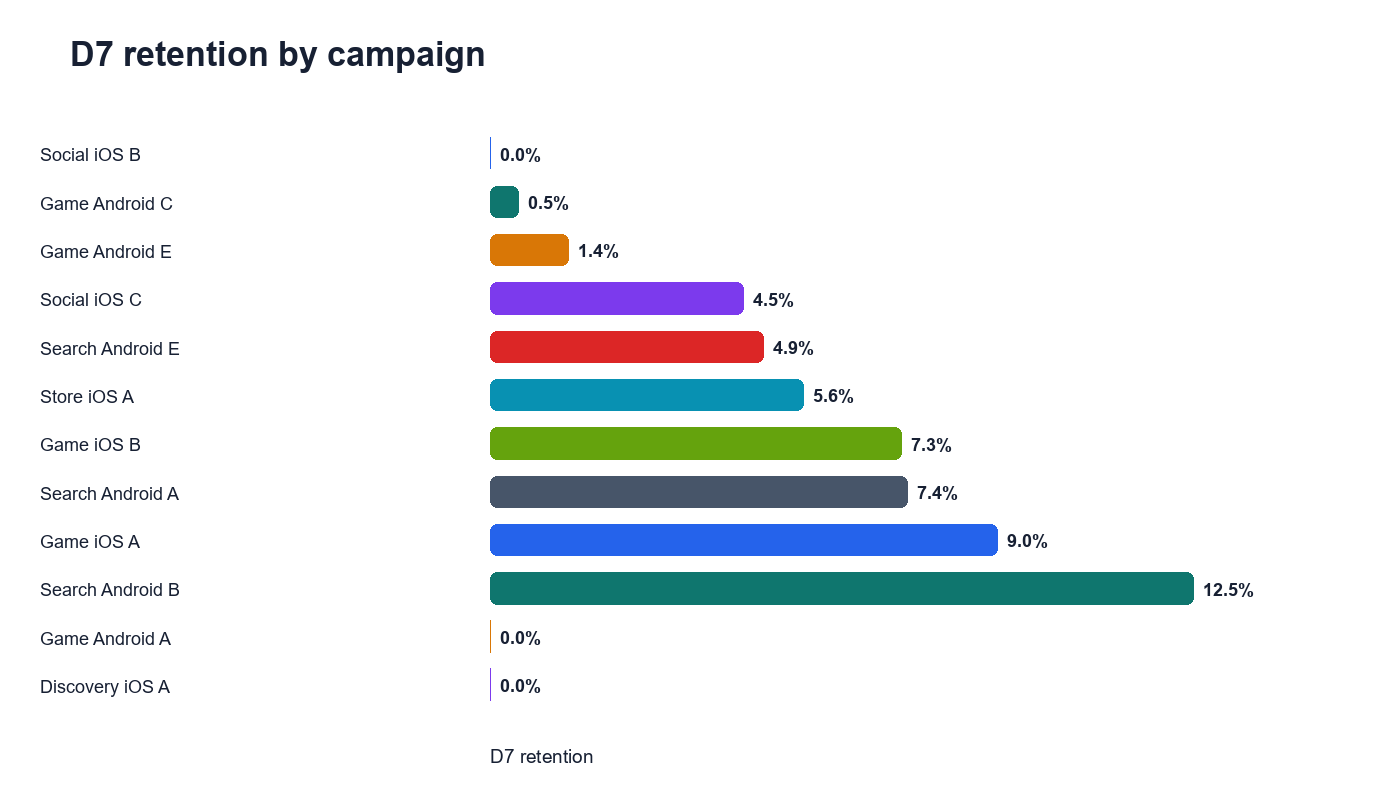 D7 retention by campaign
Social iOS B 0.0%
Game Android C 0.5%
Game Android E 1.4%
Social iOS C 4.5%
Search Android E 4.9%
Store iOS A 5.6%
Game iOS B 7.3%
Search Android A 7.4%
Game iOS A 9.0%
Search Android B 12.5%
Game Android A 0.0%
Discovery iOS A 0.0%
D7 retention